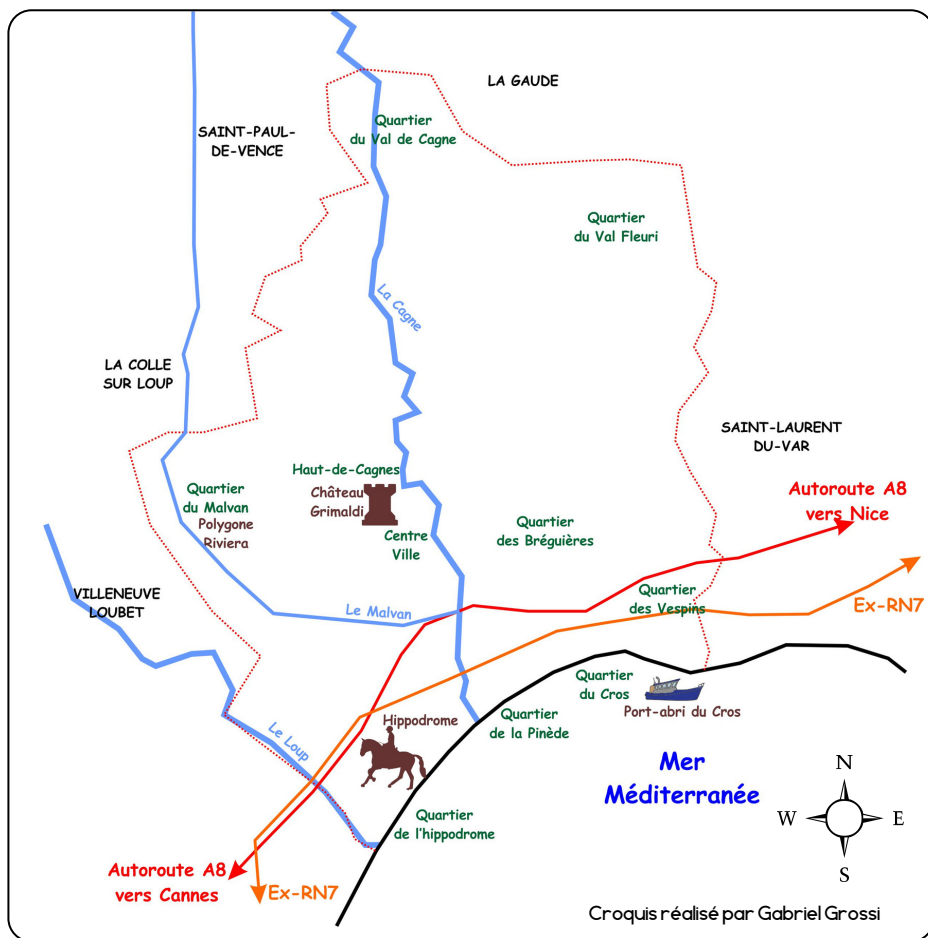 LA GAUDE
Quartier
du Val de Cagne
SAINT-PAUL-
DE-VENCE
Quartier
du Val Fleuri
La Cagne
LA COLLE
SUR LOUP
SAINT-LAURENT
DU-VAR
Haut-de-Cagnes
Château
Grimaldi
Quartier
du Malvan
Polygone
Riviera
Centre
Ville
Quartier
des Bréguières
Autoroute A8
vers Nice
VILLENEUVE
LOUBET
Le Malvan
Quartier
des Vespins
Ex-RN7
Quartier
du Cros
Port-abri du Cros
Hippodrome
Quartier
de la Pinède
Le Loup
Mer
Méditerranée
N
W
E
S
Quartier
de l'hippodrome
Autoroute A8
vers Cannes
Ex-RN7
Croquis réalisé par Gabriel Grossi